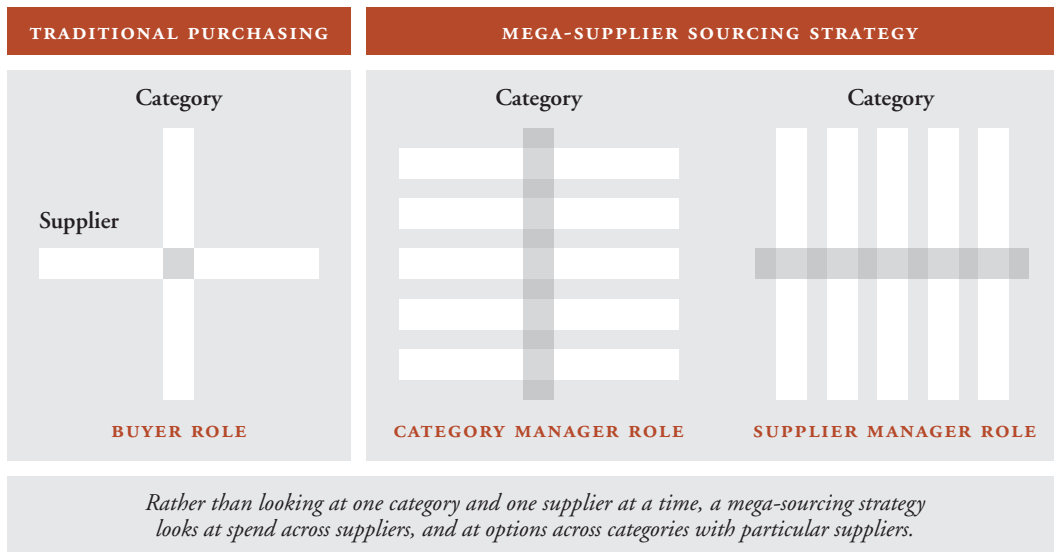 TRADITIONAL PURCHASING
MEGA-SUPPLIER SOURCING STRATEGY
Category
Supplier
BUYER ROLE
Category
CATEGORY MANAGER ROLE
Category
SUPPLIER MANAGER ROLE
Rather than looking at one category and one supplier at a time, a mega-sourcing strategy
looks at spend across suppliers, and at options across categories with particular suppliers.